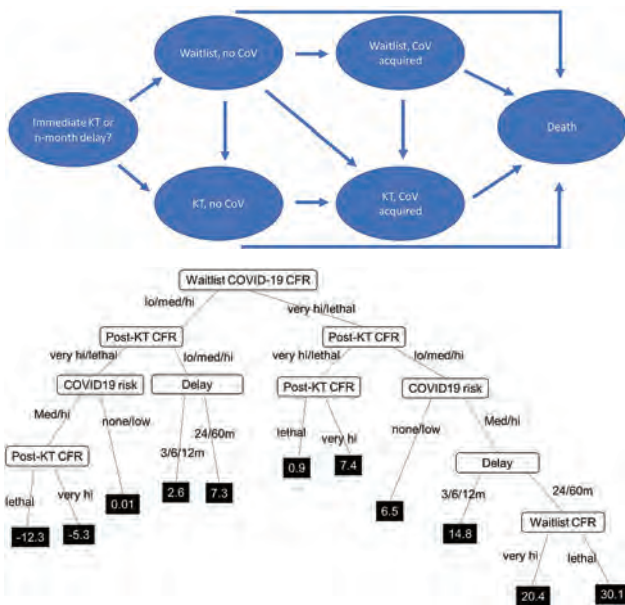 Waitlist, no CoV
Waitlist, CoV
acquired
Immediate KT or
n-month delay?
Death
KT, no CoV
KT, CoV
acquired
Waitlist COVID-19 CFR
lo/med/hi
very hi/lethal
Post-KT CFR
Post-KT CFR
very hi/lethal
lo/med/hi
very hi/lethal
lo/med/hi
COVID19 risk
Delay
Post-KT CFR
COVID19 risk
Med/hi
none/low
3/6/12m
24/60m
lethal
very hi
none/low
Med/hi
Post-KT CFR
Delay
lethal
very hi
0.01
2.6
7.3
0.9
7.4
6.5
3/6/12m
24/60m
-12.3
-5.3
14.8
Waitlist CFR
very hi
lethal
20.4
30.1